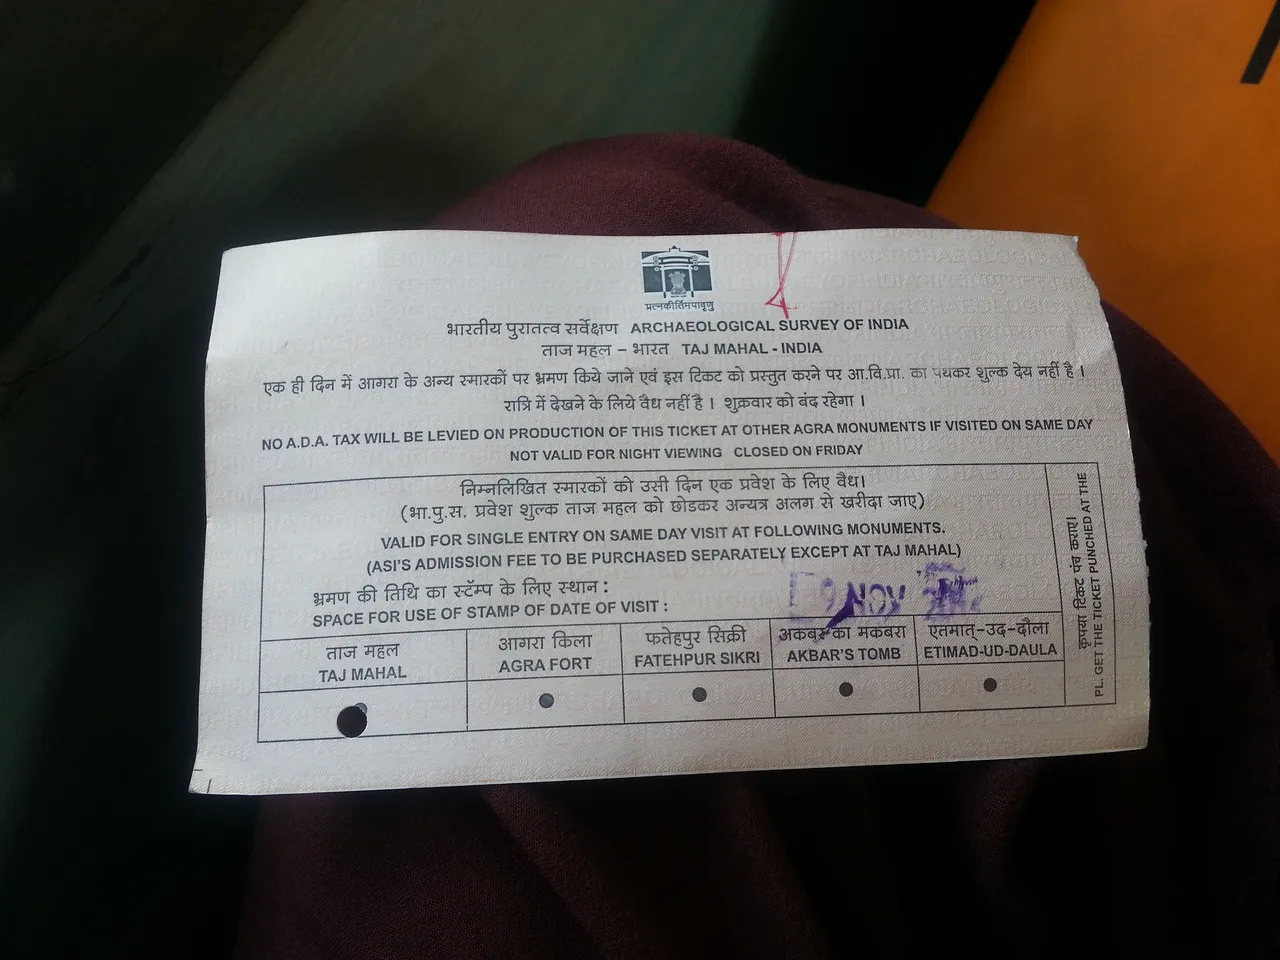 प्रत्नकीर्तिमपावृणु
भारतीय पुरातत्व सर्वेक्षण ARCHAEOLOGICAL SURVEY OF INDIA
ताज महल – भारत TAJ MAHAL - INDIA
एक ही दिन में आगरा के अन्य स्मारकों पर भ्रमण किये जाने एवं इस टिकट को प्रस्तुत करने पर आ.वि.प्रा. का पथकर शुल्क देय नहीं है ।
रात्रि में देखने के लिये वैध नहीं है । शुक्रवार को बंद रहेगा ।
NO A.D.A. TAX WILL BE LEVIED ON PRODUCTION OF THIS TICKET AT OTHER AGRA MONUMENTS IF VISITED ON SAME DAY
NOT VALID FOR NIGHT VIEWING CLOSED ON FRIDAY
निम्नलिखित स्मारकों को उसी दिन एक प्रवेश के लिए वैध।
(भा.पु.स. प्रवेश शुल्क ताज महल को छोडकर अन्यत्र अलग से खरीदा जाए)
VALID FOR SINGLE ENTRY ON SAME DAY VISIT AT FOLLOWING MONUMENTS.
(ASI'S ADMISSION FEE TO BE PURCHASED SEPARATELY EXCEPT AT TAJ MAHAL)
भ्रमण की तिथि का स्टॅम्प के लिए स्थान :
SPACE FOR USE OF STAMP OF DATE OF VISIT :
9 NOV
ताज महल
TAJ MAHAL
आगरा किला
AGRA FORT
फतेहपुर सिक्री
FATEHPUR SIKRI
अकबर का मकबरा
AKBAR'S TOMB
एतमात्-उद-दौला
ETIMAD-UD-DAULA
कृपया टिकट पंच कराए।
PL. GET THE TICKET PUNCHED AT THE